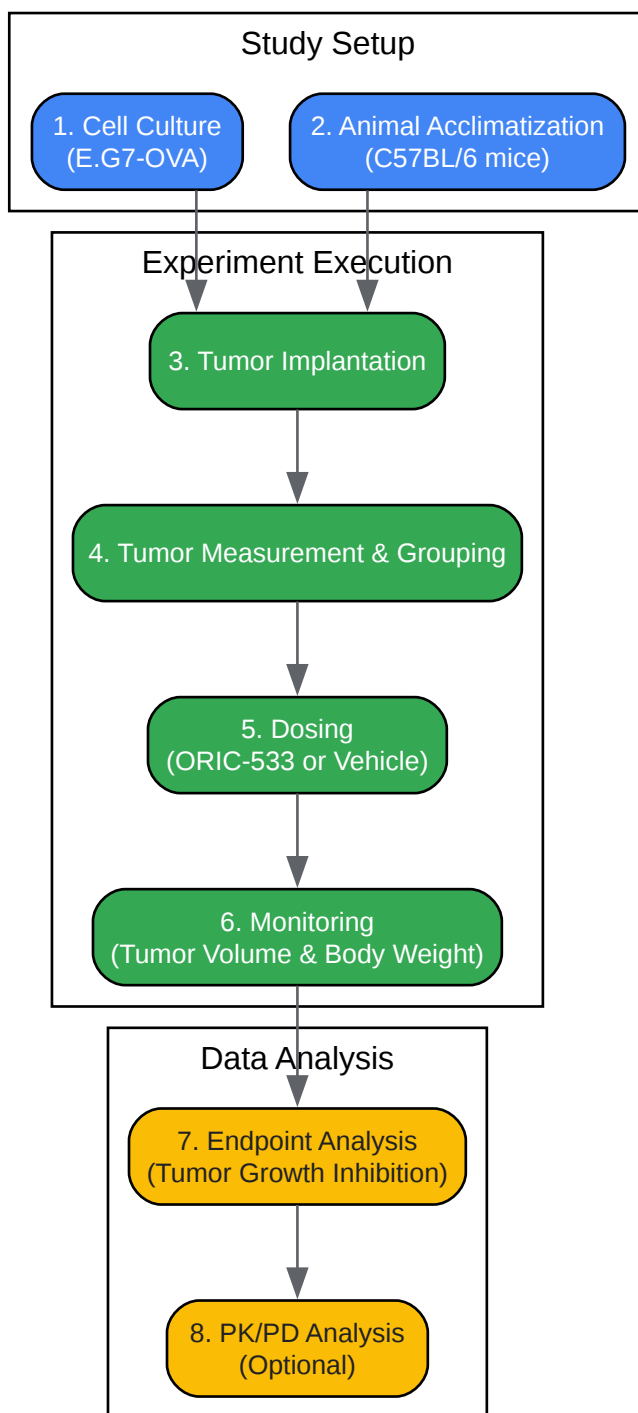 Study Setup
1. Cell Culture
(E.G7-OVA)
2. Animal Acclimatization
(C57BL/6 mice)
Experiment Execution
3. Tumor Implantation
4. Tumor Measurement & Grouping
5. Dosing
(ORIC-533 or Vehicle)
6. Monitoring
(Tumor Volume & Body Weight)
Data Analysis
7. Endpoint Analysis
(Tumor Growth Inhibition)
8. PK/PD Analysis
(Optional)